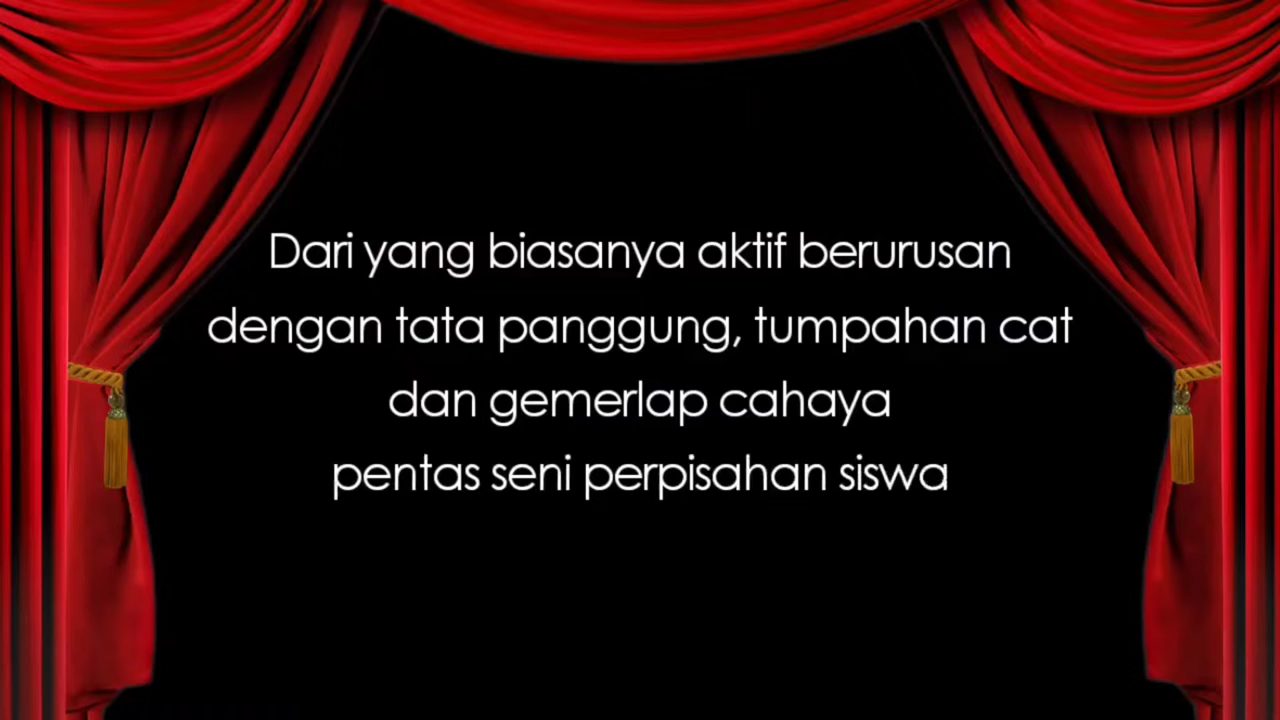 Dari yang biasanya aktif berurusan
dengan tata panggung, tumpahan cat
dan gemerlap cahaya
pentas seni perpisahan siswa